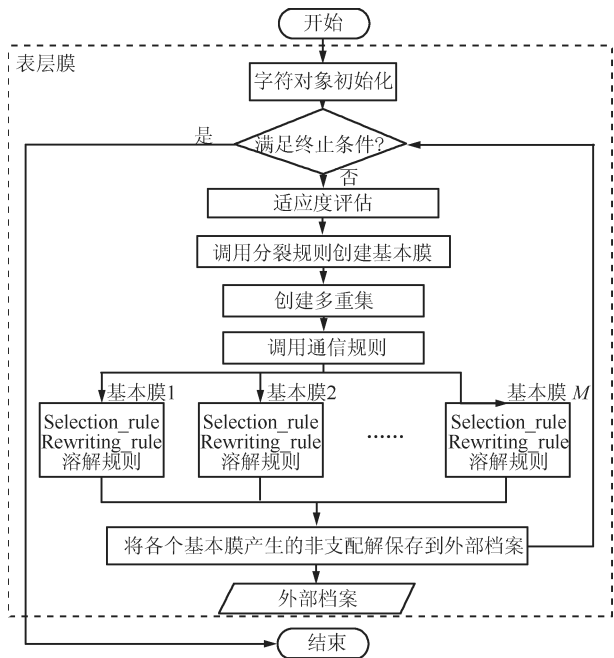 开始
表层膜
字符对象初始化
是
满足终止条件?
否
适应度评估
调用分裂规则创建基本膜
创建多重集
调用通信规则
基本膜1
基本膜2
基本膜 M
Selection_rule
Rewriting_rule
溶解规则
Selection_rule
Rewriting_rule
溶解规则
……
Selection_rule
Rewriting_rule
溶解规则
将各个基本膜产生的非支配解保存到外部档案
外部档案
结束